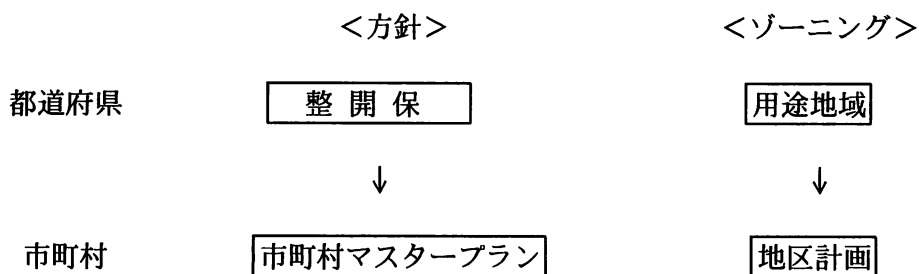 <方針> <ゾーニング>
都道府県 整開保 用途地域
↓ ↓
市町村 市町村マスタープラン 地区計画